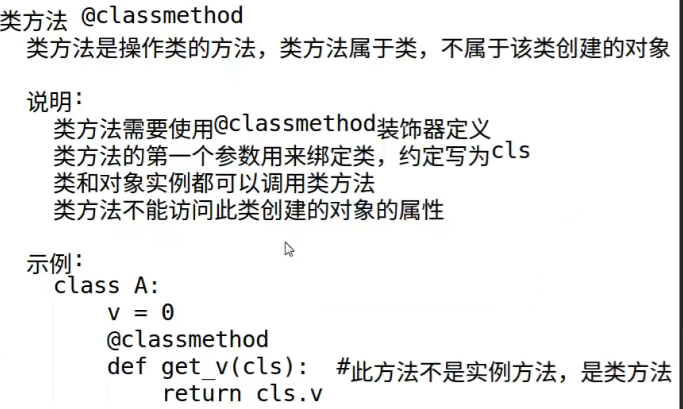 类方法 @classmethod
类方法是操作类的方法，类方法属于类，不属于该类创建的对象
说明：
类方法需要使用@classmethod装饰器定义
类方法的第一个参数用来绑定类，约定写为cls
类和对象实例都可以调用类方法
类方法不能访问此类创建的对象的属性
示例：
class A:
v = 0
@classmethod
def get_v(cls):  #此方法不是实例方法，是类方法
return cls.v